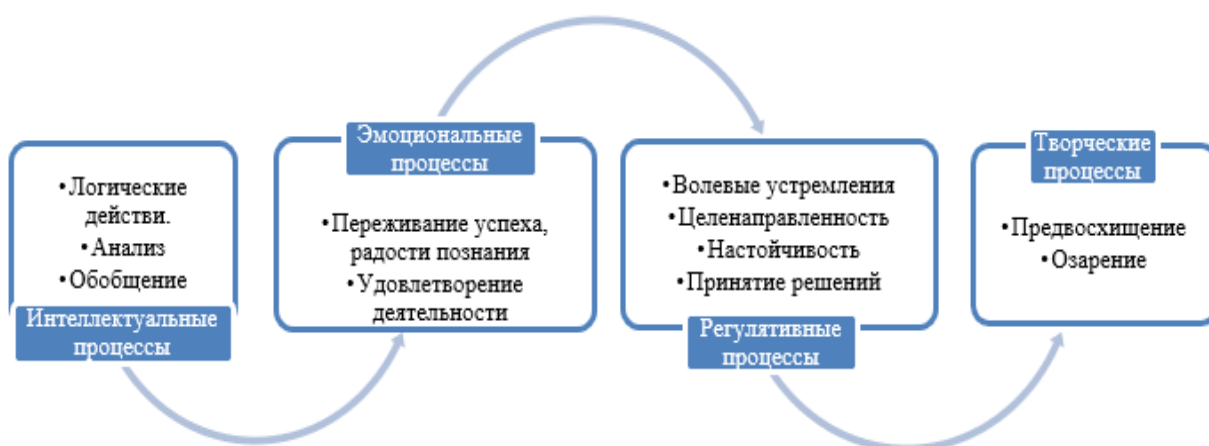 •Логические
действи.
•Анализ
•Обобщение
Интеллектуальные
процессы
Эмоциональные
процессы
•Переживание успеха,
радости познания
•Удовлетворение
деятельности
•Волевые устремления
•Целенаправленность
•Настойчивость
•Принятие решений
Регулятивные
процессы
Творческие
процессы
•Предвосхищение
•Озарение